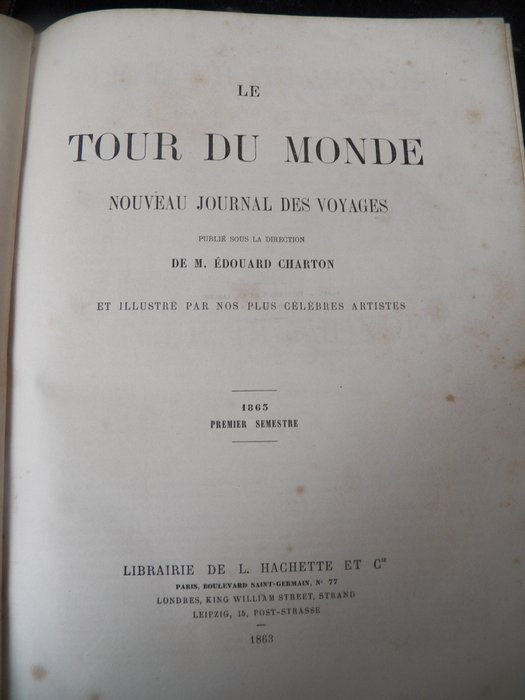 LE
TOUR DU MONDE
NOUVEAU JOURNAL DES VOYAGES
PUBLIÉ SOUS LA DIRECTION
DE M. ÉDOUARD CHARTON
ET ILLUSTRÉ PAR NOS PLUS CÉLÈBRES ARTISTES
1863
PREMIER SEMESTRE
LIBRAIRIE DE L. HACHETTE ET Cie
PARIS, BOULEVARD SAINT-GERMAIN, N° 77
LONDRES, KING WILLIAM STREET, STRAND
LEIPZIG, 15, POST-STRASSE
1863